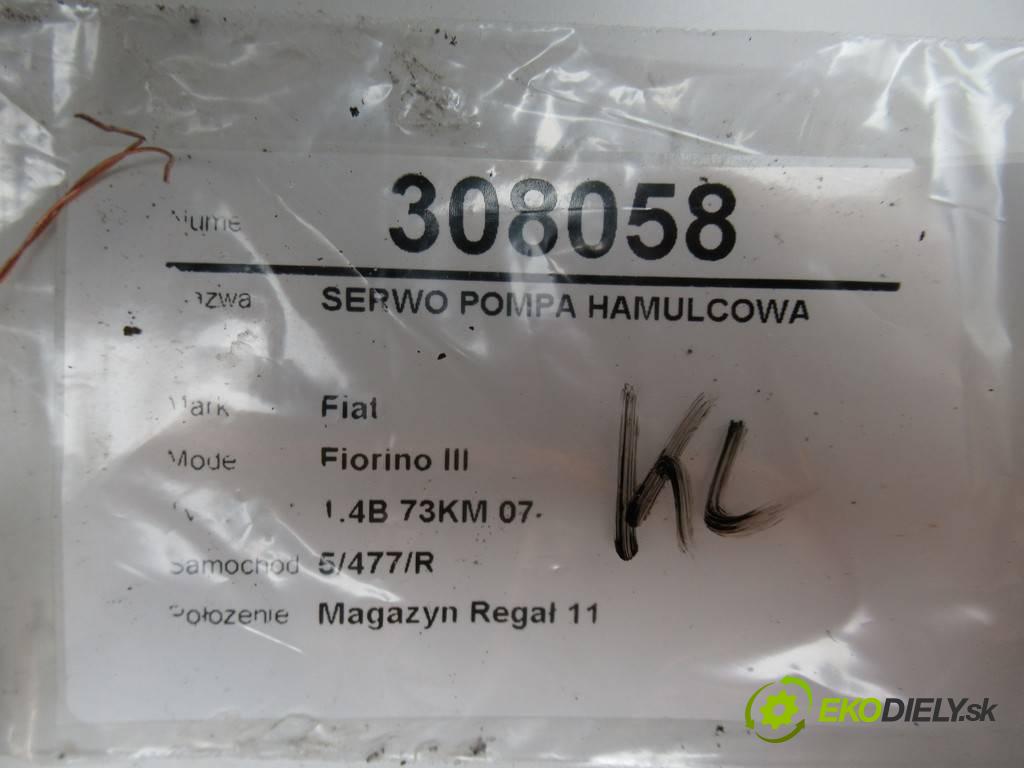 308058
SERWO POMPA HAMULCOWA
Fiat
Fiorino III
1.4B 73KM 07-
Samochód 5/477/R
Położenie Magazyn Regał 11
KL
EKODIELY.sk